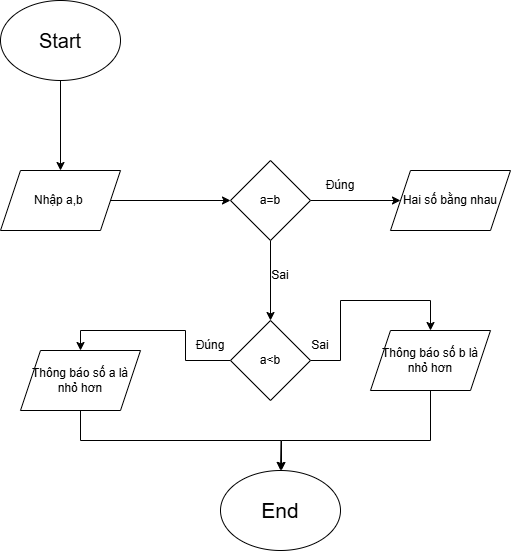 Start
Nhập a,b
a=b
Đúng
Hai số bằng nhau
Sai
a<b
Đúng
Sai
Thông báo số a là
nhỏ hơn
Thông báo số b là
nhỏ hơn
End